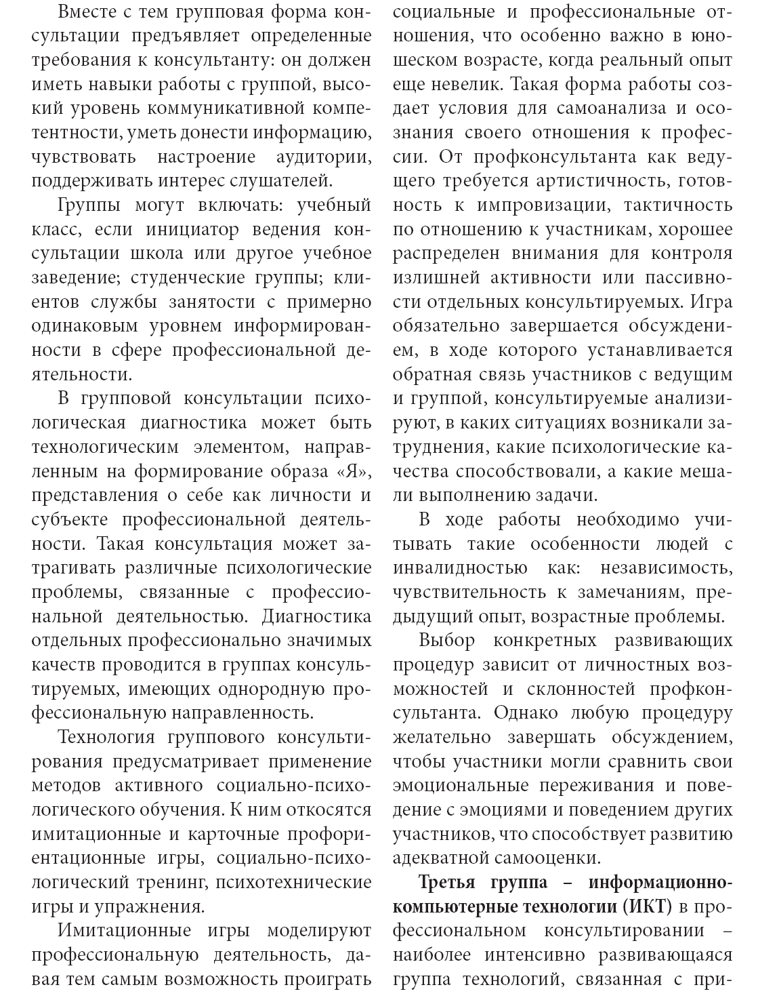 Вместе с тем групповая форма кон-
сультации предъявляет определенные
требования к консультанту: он должен
иметь навыки работы с группой, высо-
кий уровень коммуникативной компе-
тентности, уметь донести информацию,
чувствовать настроение аудитории,
поддерживать интерес слушателей.
Группы могут включать: учебный
класс, если инициатор ведения кон-
сультации школа или другое учебное
заведение; студенческие группы; кли-
ентов службы занятости с примерно
одинаковым уровнем информирован-
ности в сфере профессиональной де-
ятельности.
В групповой консультации психо-
логическая диагностика может быть
технологическим элементом, направ-
ленным на формирование образа «Я»,
представления о себе как личности и
субъекте профессиональной деятель-
ности. Такая консультация может за-
трагивать различные психологические
проблемы, связанные с профессио-
нальной деятельностью. Диагностика
отдельных профессионально значимых
качеств проводится в группах консуль-
тируемых, имеющих однородную про-
фессиональную направленность.
Технология группового консульти-
рования предусматривает применение
методов активного социально-психо-
логического обучения. К ним откосятся
имитационные и карточные профори-
ентационные игры, социально-психо-
логический тренинг, психотехнические
игры и упражнения.
Имитационные игры моделируют
профессиональную деятельность, да-
вая тем самым возможность проиграть
социальные и профессиональные от-
ношения, что особенно важно в юно-
шеском возрасте, когда реальный опыт
еще невелик. Такая форма работы соз-
дает условия для самоанализа и осо-
знания своего отношения к профес-
сии. От профконсультанта как веду-
щего требуется артистичность, готов-
ность к импровизации, тактичность
по отношению к участникам, хорошее
распределен внимания для контроля
излишней активности или пассивно-
сти отдельных консультируемых. Игра
обязательно завершается обсуждени-
ем, в ходе которого устанавливается
обратная связь участников с ведущим
и группой, консультируемые анализи-
руют, в каких ситуациях возникали за-
труднения, какие психологические ка-
чества способствовали, а какие меша-
ли выполнению задачи.
В ходе работы необходимо учи-
тывать такие особенности людей с
инвалидностью как: независимость,
чувствительность к замечаниям, пре-
дыдущий опыт, возрастные проблемы.
Выбор конкретных развивающих
процедур зависит от личностных воз-
можностей и склонностей профкон-
сультанта. Однако любую процедуру
желательно завершать обсуждением,
чтобы участники могли сравнить свои
эмоциональные переживания и пове-
дение с эмоциями и поведением других
участников, что способствует развитию
адекватной самооценки.
Третья группа – информационно-
компьютерные технологии (ИКТ) в про-
фессиональном консультировании –
наиболее интенсивно развивающаяся
группа технологий, связанная с при-